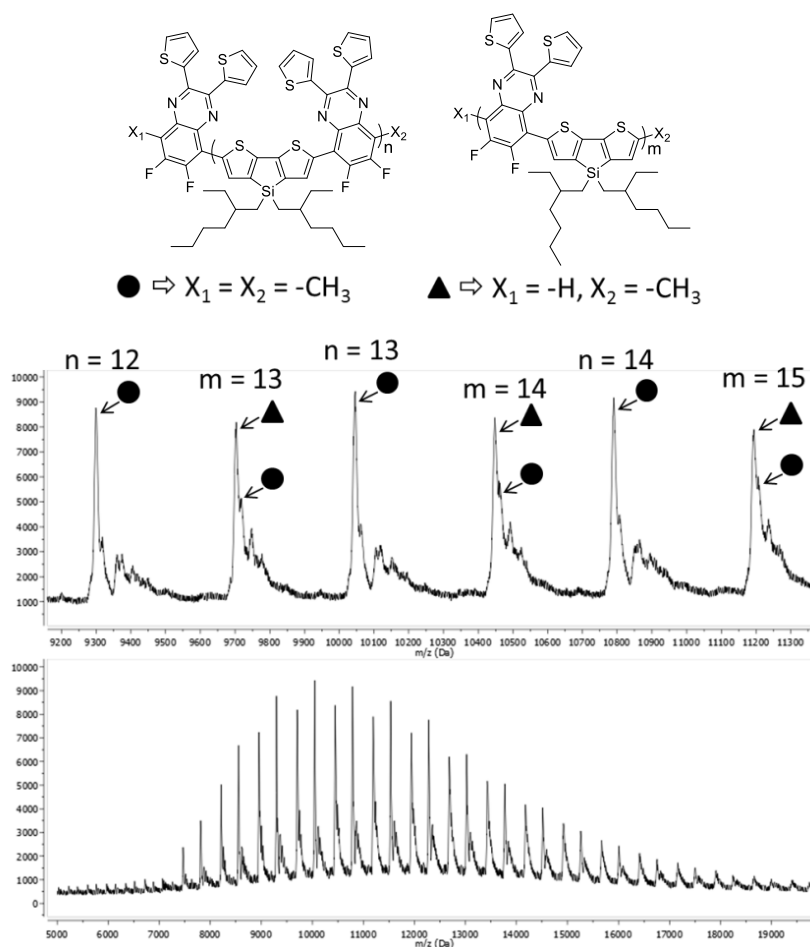 S S S S S S
N N N N N N
X₁ S S X₂ X₁ S S X₂
n m
F F Si F F F F Si
● ⇨ X₁ = X₂ = -CH₃ ▲ ⇨ X₁ = -H, X₂ = -CH₃
n = 12 m = 13 n = 13 m = 14 n = 14 m = 15
10000
9000
8000
7000
6000
5000
4000
3000
2000
1000
9200 9300 9400 9500 9600 9700 9800 9900 10000 10100 10200 10300 10400 10500 10600 10700 10800 10900 11000 11100 11200 11300
m/z (Da)
10000
9000
8000
7000
6000
5000
4000
3000
2000
1000
0
5000 6000 7000 8000 9000 10000 11000 12000 13000 14000 15000 16000 17000 18000 19000
m/z (Da)